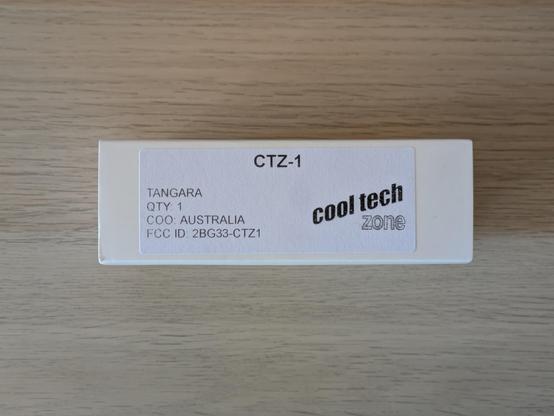 CTZ-1
TANGARA
QTY: 1
COO: AUSTRALIA
FCC ID: 2BG33-CTZ1
cool tech
zone